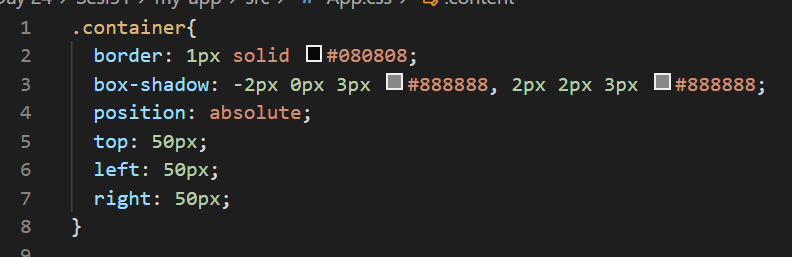 my-app > src > # App.css > .content
1 .container{
2 border: 1px solid #080808;
3 box-shadow: -2px 0px 3px #888888, 2px 2px 3px #888888;
4 position: absolute;
5 top: 50px;
6 left: 50px;
7 right: 50px;
8 }
9